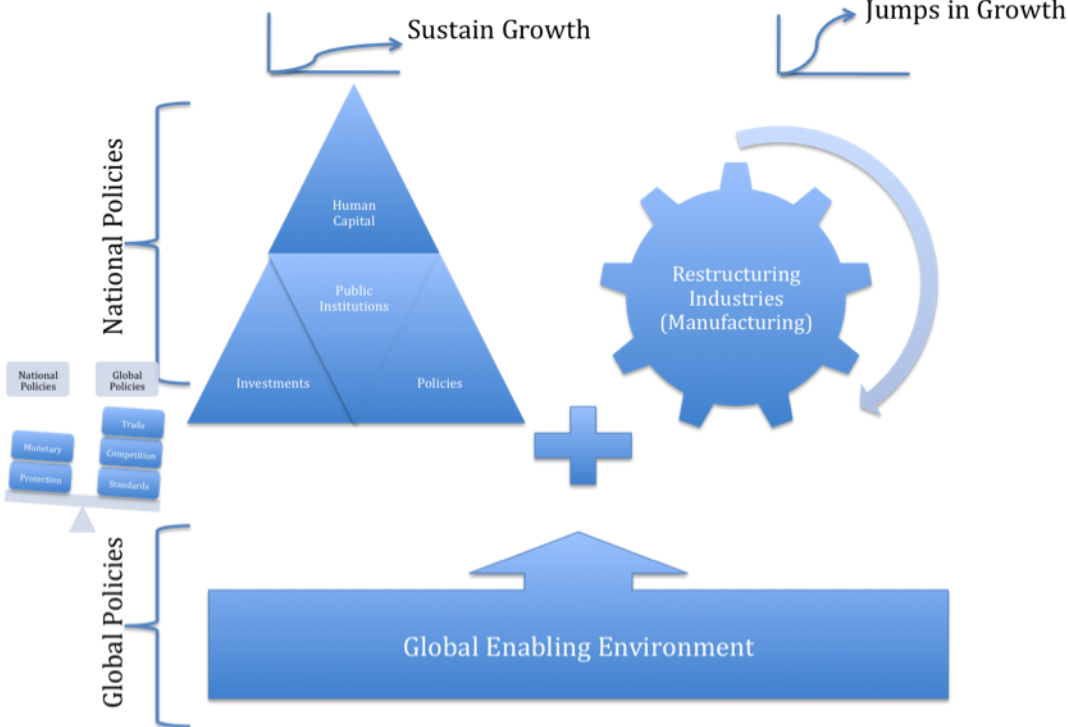 Sustain Growth
Jumps in Growth
National Policies
Human
Capital
Public
Institutions
Investments
Policies
Restructuring
Industries
(Manufacturing)
National
Policies
Global
Policies
Monetary
Protection
Trade
Competition
Standards
Global Policies
Global Enabling Environment